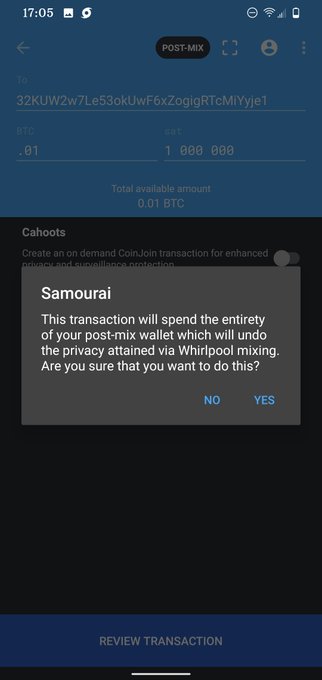 17:05
POST-MIX
To
32KUW2w7Le53okUwF6xZogigRTcMiYyje1
BTC
sat
.01
1 000 000
Total available amount
0.01 BTC
Cahoots
Create an on demand CoinJoin transaction for enhanced
privacy and surveillance protection
Samourai
This transaction will spend the entirety
of your post-mix wallet which will undo
the privacy attained via Whirlpool mixing.
Are you sure that you want to do this?
NO
YES
REVIEW TRANSACTION